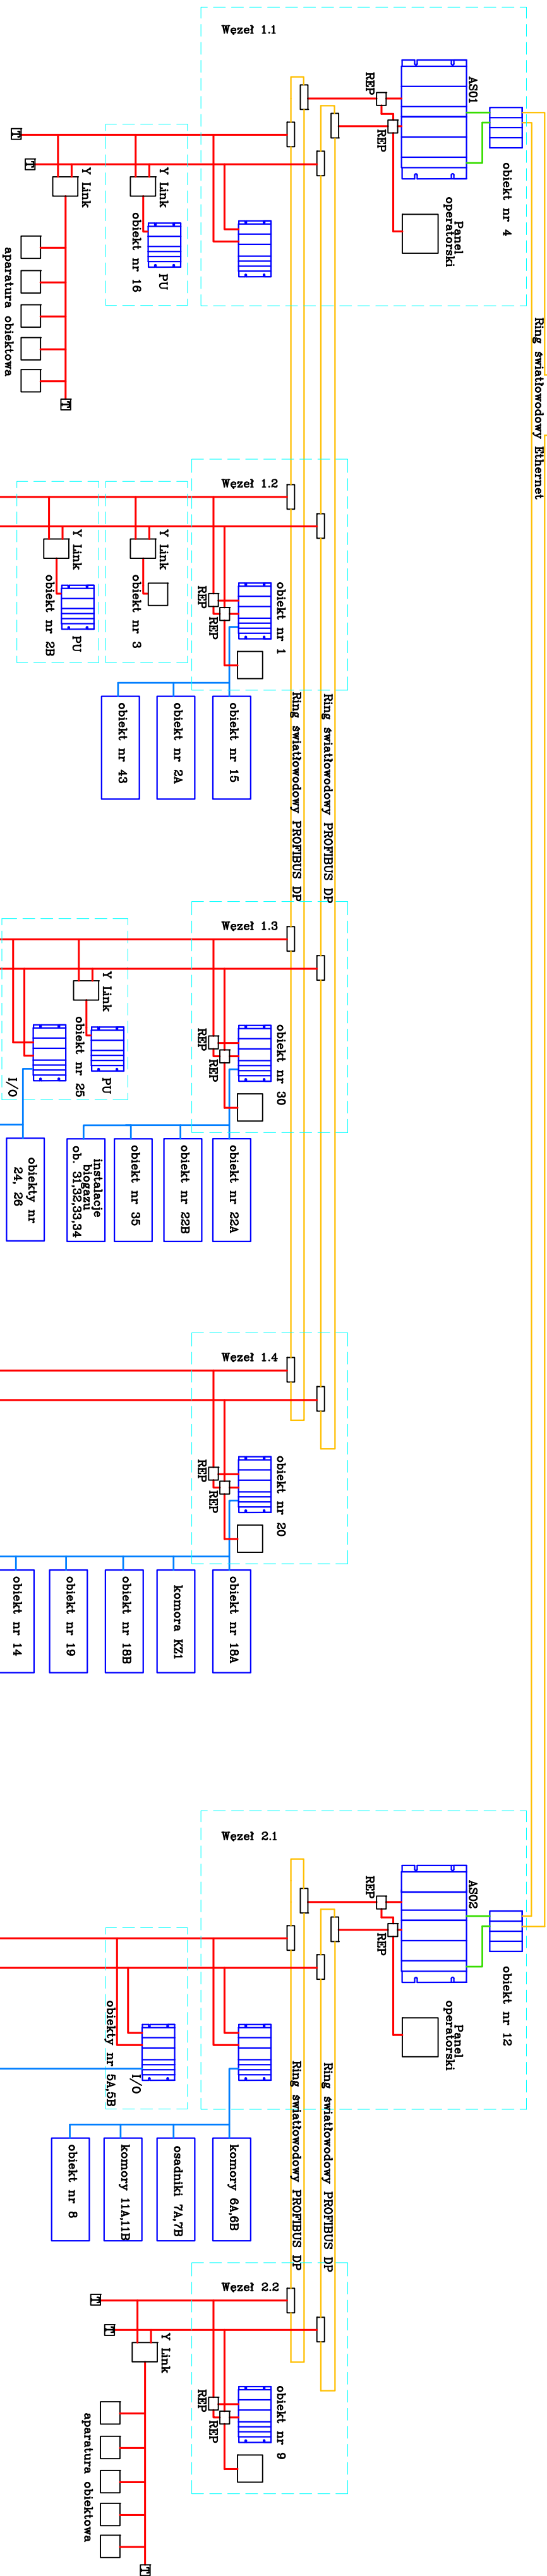 Węzeł 1.1
AS01
REP
REP
obiekt nr 4
Panel
operatorski
Ring światłowodowy Ethernet
Y Link
Y Link
PU
obiekt nr 16
T
T
T
aparatura obiektowa
Węzeł 1.2
obiekt nr 1
REP
REP
Y Link
obiekt nr 3
Y Link
PU
obiekt nr 2B
obiekt nr 15
obiekt nr 2A
obiekt nr 43
Ring światłowodowy PROFIBUS DP
Ring światłowodowy PROFIBUS DP
Węzeł 1.3
obiekt nr 30
REP
REP
Y Link
PU
obiekt nr 25
I/O
obiekt nr 22A
obiekt nr 22B
obiekt nr 35
instalacje
biogazu
ob. 31,32,33,34
obiekty nr
24, 26
Węzeł 1.4
obiekt nr 20
REP
REP
obiekt nr 18A
komora KZ1
obiekt nr 18B
obiekt nr 19
obiekt nr 14
Węzeł 2.1
AS02
REP
REP
obiekt nr 12
Panel
operatorski
I/O
obiekty nr 5A,5B
komory 6A,6B
osadniki 7A,7B
komory 11A,11B
obiekt nr 8
Ring światłowodowy PROFIBUS DP
Ring światłowodowy PROFIBUS DP
Węzeł 2.2
obiekt nr 9
REP
REP
Y Link
T
T
T
aparatura obiektowa